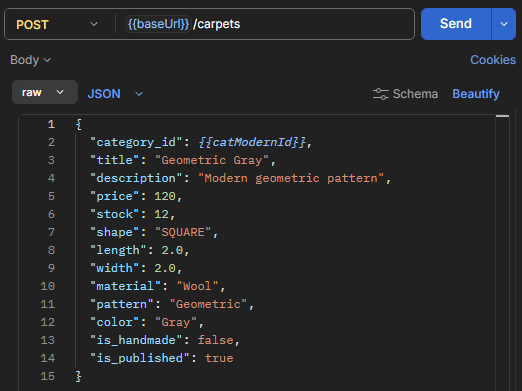 POST {{baseUrl}} /carpets Send
Body Cookies
raw JSON Schema Beautify
1 {
2 "category_id": {{catModernId}},
3 "title": "Geometric Gray",
4 "description": "Modern geometric pattern",
5 "price": 120,
6 "stock": 12,
7 "shape": "SQUARE",
8 "length": 2.0,
9 "width": 2.0,
10 "material": "Wool",
11 "pattern": "Geometric",
12 "color": "Gray",
13 "is_handmade": false,
14 "is_published": true
15 }